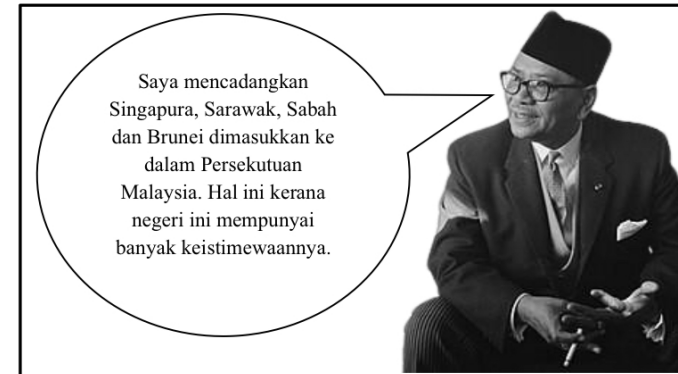 Saya mencadangkan
Singapura, Sarawak, Sabah
dan Brunei dimasukkan ke
dalam Persekutuan
Malaysia. Hal ini kerana
negeri ini mempunyai
banyak keistimewaannya.